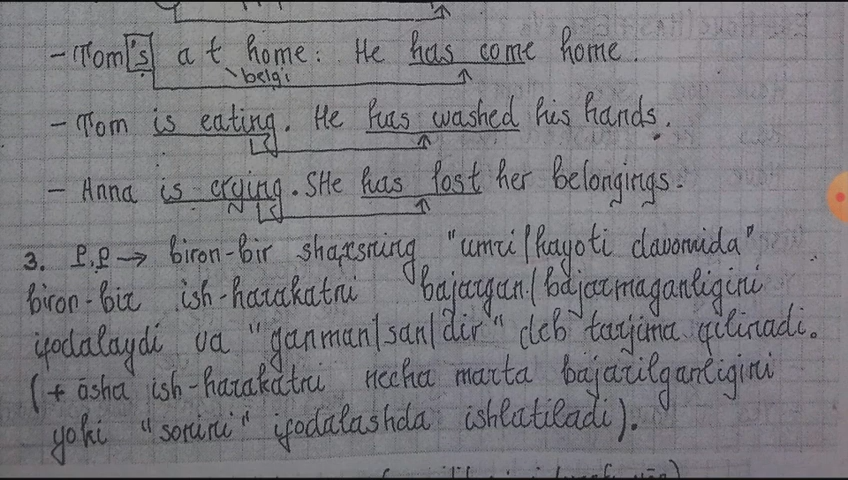 - Tom's at home: He has come home.
belgi
- Tom is eating. He has washed his hands.
- Anna is crying. SHe has lost her belongings.
3. P.P → biron-bir shaxsning "umri/hayoti davomida"
biron-bir ish-harakatni bajargan/bajarmaganligini
ifodalaydi va "ganman/san/dir" deb tarjima qilinadi.
(+ osha ish-harakatni necha marta bajarilganligini
yoki "sonini" ifodalashda ishlatiladi).